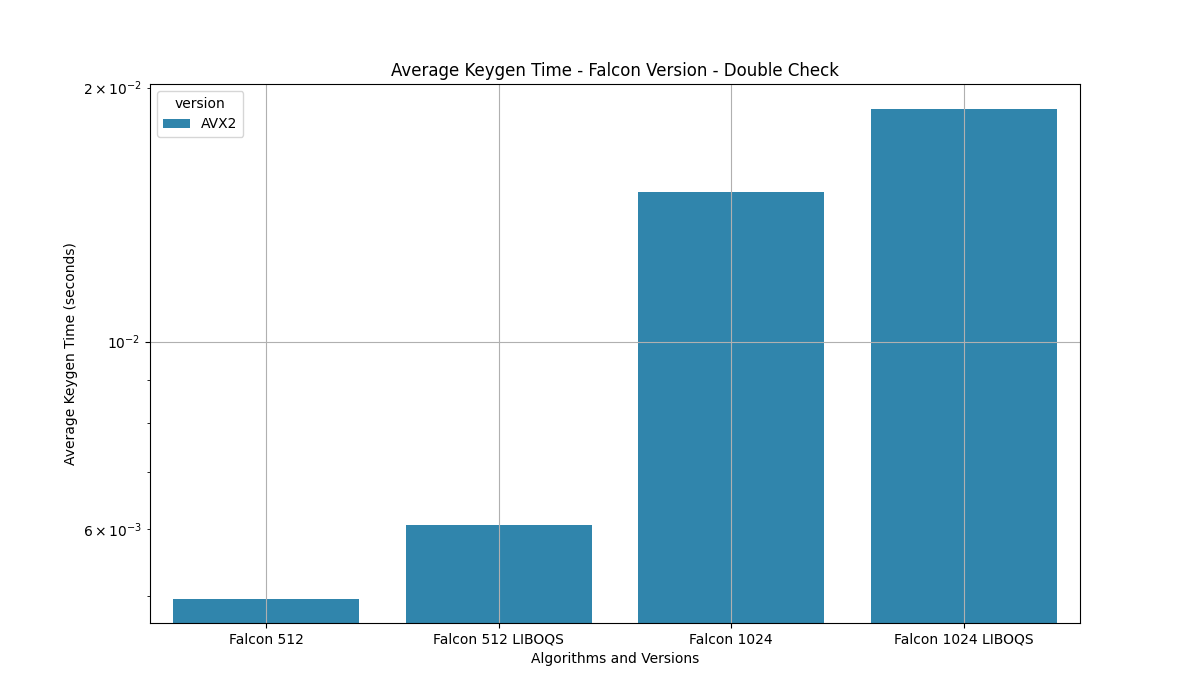 Average Keygen Time - Falcon Version - Double Check
version
AVX2
Average Keygen Time (seconds)
2 × 10⁻²
10⁻²
6 × 10⁻³
Falcon 512
Falcon 512 LIBOQS
Falcon 1024
Falcon 1024 LIBOQS
Algorithms and Versions